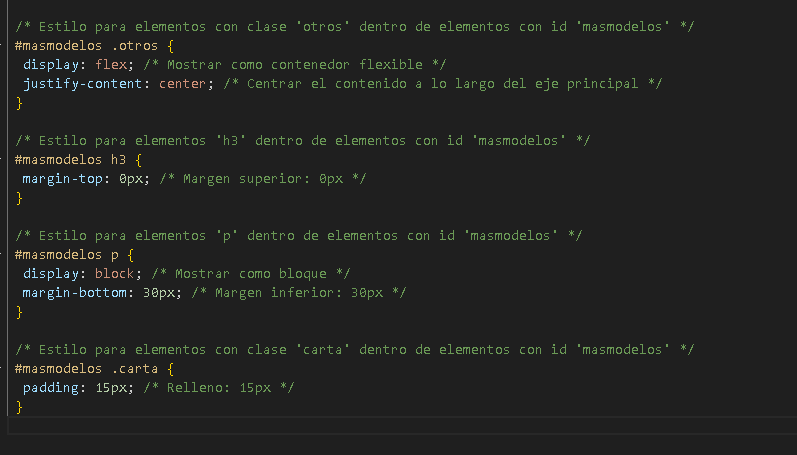 /* Estilo para elementos con clase 'otros' dentro de elementos con id 'masmodelos' */
#masmodelos .otros {
display: flex; /* Mostrar como contenedor flexible */
justify-content: center; /* Centrar el contenido a lo largo del eje principal */
}
/* Estilo para elementos 'h3' dentro de elementos con id 'masmodelos' */
#masmodelos h3 {
margin-top: 0px; /* Margen superior: 0px */
}
/* Estilo para elementos 'p' dentro de elementos con id 'masmodelos' */
#masmodelos p {
display: block; /* Mostrar como bloque */
margin-bottom: 30px; /* Margen inferior: 30px */
}
/* Estilo para elementos con clase 'carta' dentro de elementos con id 'masmodelos' */
#masmodelos .carta {
padding: 15px; /* Relleno: 15px */
}